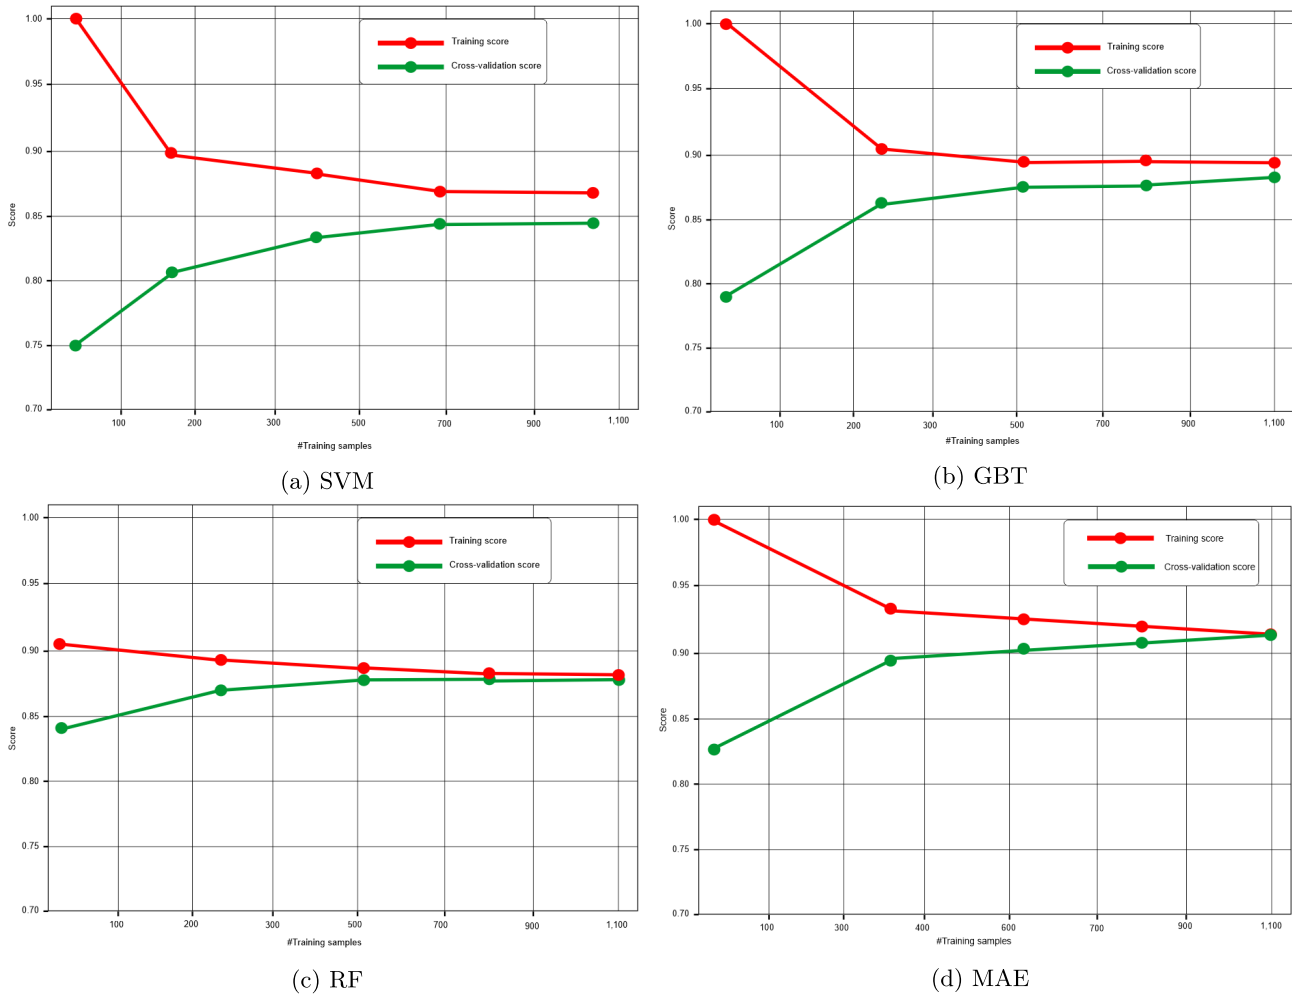 1.00
0.95
0.90
0.85
0.80
0.75
0.70
Score
Training score
Cross-validation score
100 200 300 500 700 900 1,100
#Training samples
(a) SVM
1.00
0.95
0.90
0.85
0.80
0.75
0.70
Score
Training score
Cross-validation score
100 200 300 500 700 900 1,100
#Training samples
(b) GBT
1.00
0.95
0.90
0.85
0.80
0.75
0.70
Score
Training score
Cross-validation score
100 200 300 500 700 900 1,100
#Training samples
(c) RF
1.00
0.95
0.90
0.85
0.80
0.75
0.70
Score
Training score
Cross-validation score
100 300 400 600 700 900 1,100
#Training samples
(d) MAE